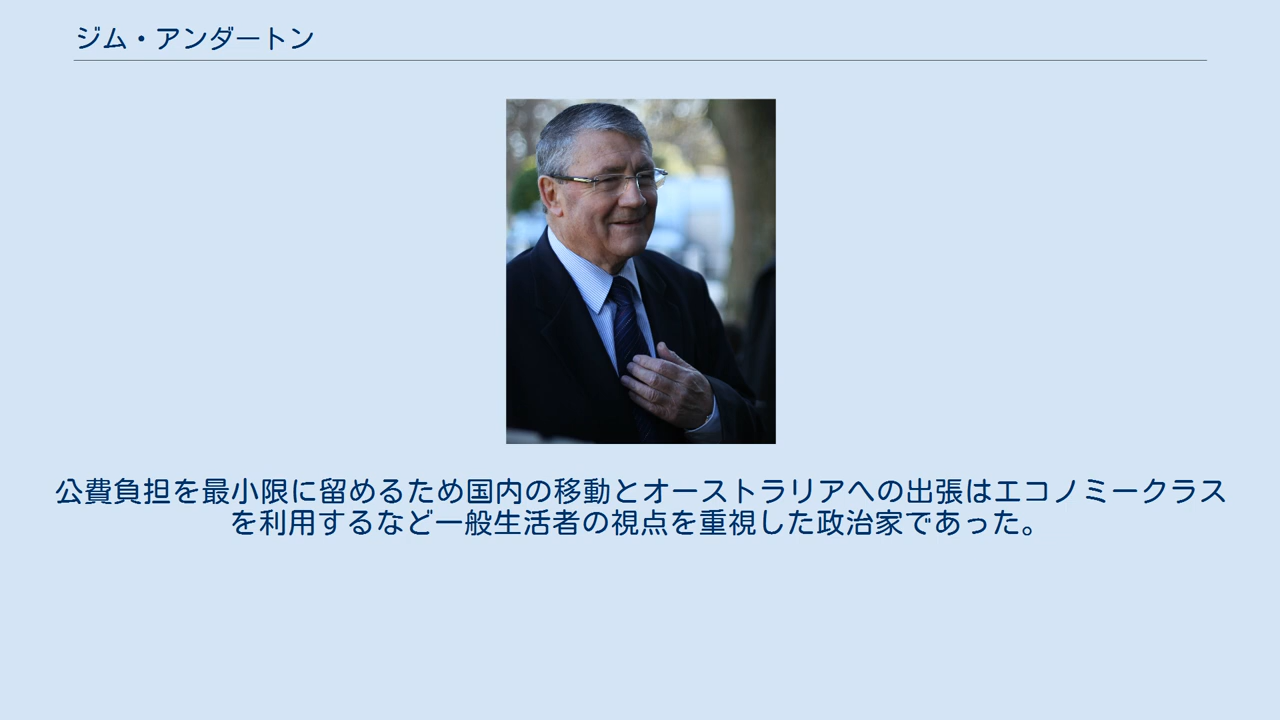 ジム・アンダートン
公費負担を最小限に留めるため国内の移動とオーストラリアへの出張はエコノミークラス
を利用するなど一般生活者の視点を重視した政治家であった。